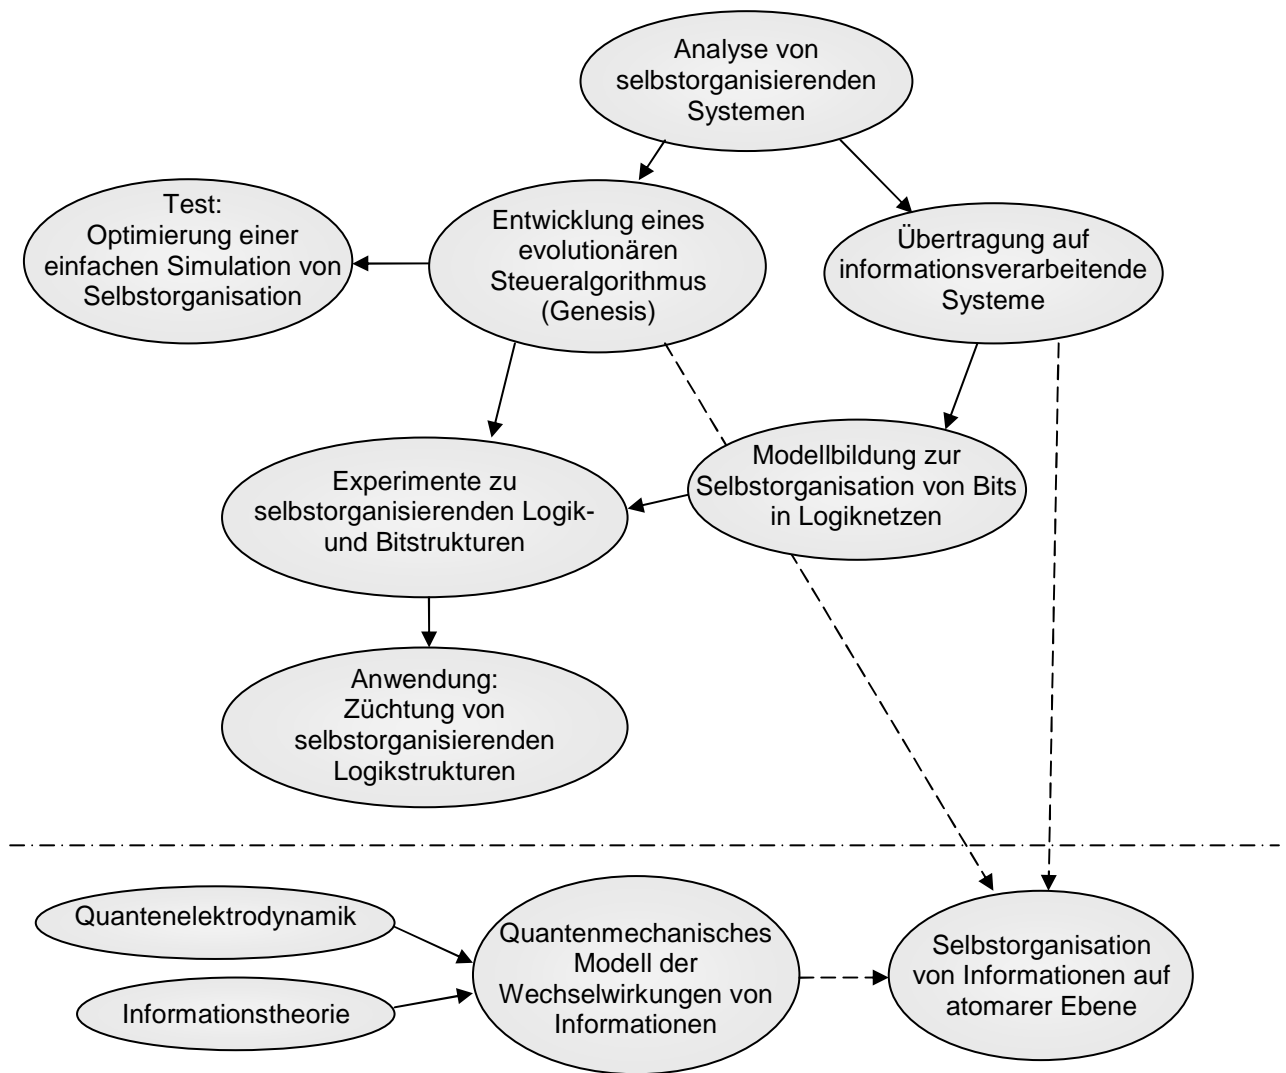 Analyse von
selbstorganisierenden
Systemen
Test:
Optimierung einer
einfachen Simulation von
Selbstorganisation
Entwicklung eines
evolutionären
Steueralgorithmus
(Genesis)
Übertragung auf
informationsverarbeitende
Systeme
Experimente zu
selbstorganisierenden Logik-
und Bitstrukturen
Modellbildung zur
Selbstorganisation von Bits
in Logiknetzen
Anwendung:
Züchtung von
selbstorganisierenden
Logikstrukturen
Quantenelektrodynamik
Informationstheorie
Quantenmechanisches
Modell der
Wechselwirkungen von
Informationen
Selbstorganisation
von Informationen auf
atomarer Ebene